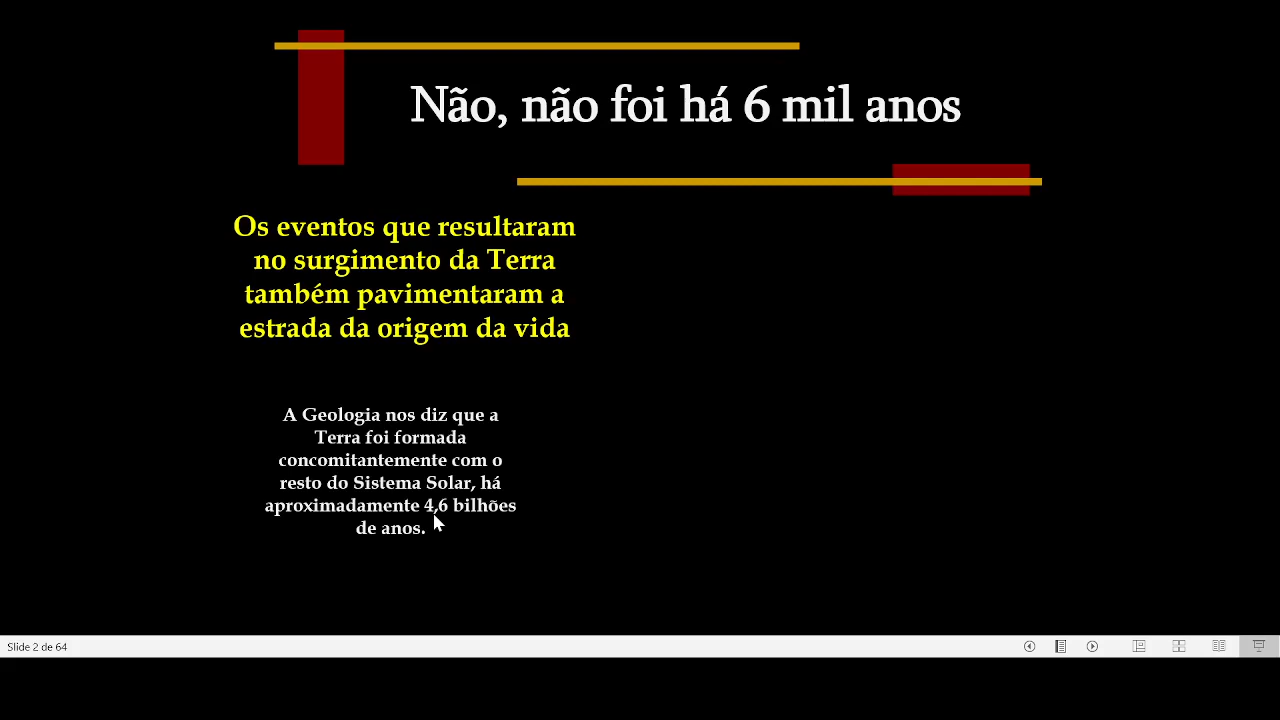 Não, não foi há 6 mil anos
Os eventos que resultaram
no surgimento da Terra
também pavimentaram a
estrada da origem da vida
A Geologia nos diz que a
Terra foi formada
concomitantemente com o
resto do Sistema Solar, há
aproximadamente 4,6 bilhões
de anos.
Slide 2 de 64